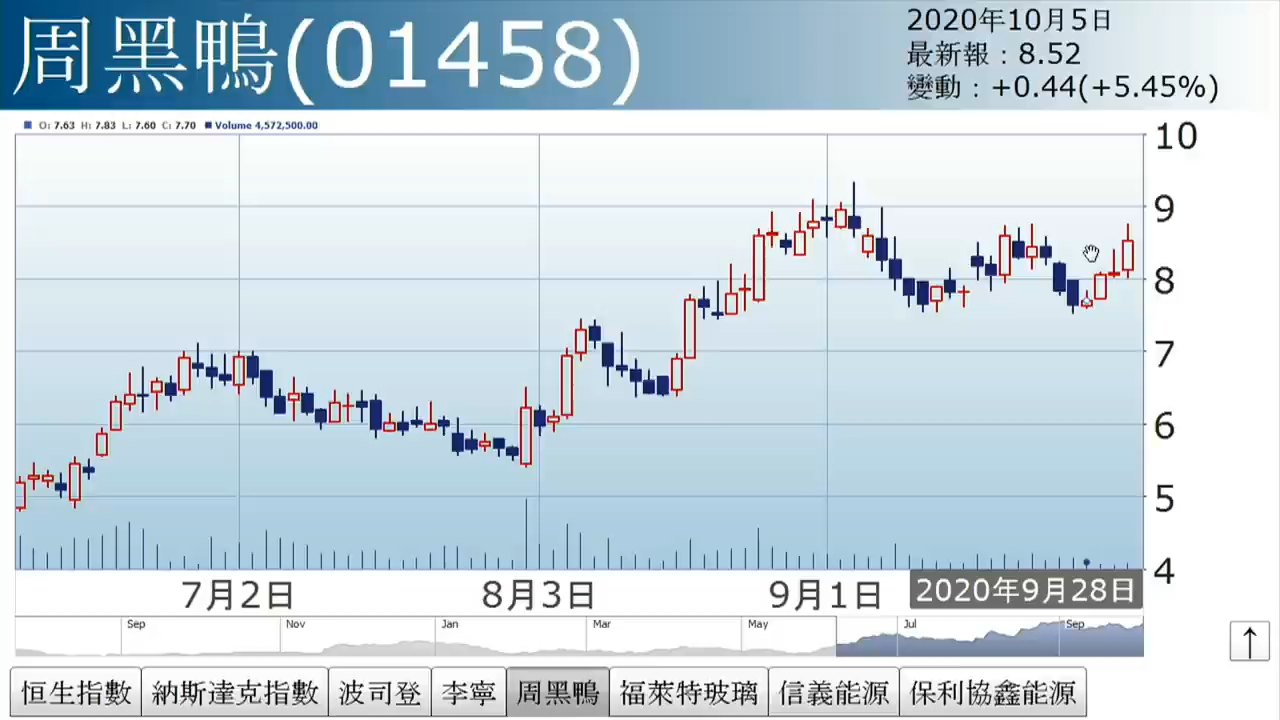 周黑鴨(01458)
2020年10月5日
最新報：8.52
變動：+0.44(+5.45%)
O: 7.63 H: 7.83 L: 7.60 C: 7.70 Volume 4,572,500.00
10
9
8
7
6
5
4
7月2日
8月3日
9月1日
2020年9月28日
Sep
Nov
Jan
Mar
May
Jul
Sep
↑
恒生指數
納斯達克指數
波司登
李寧
周黑鴨
福萊特玻璃
信義能源
保利協鑫能源